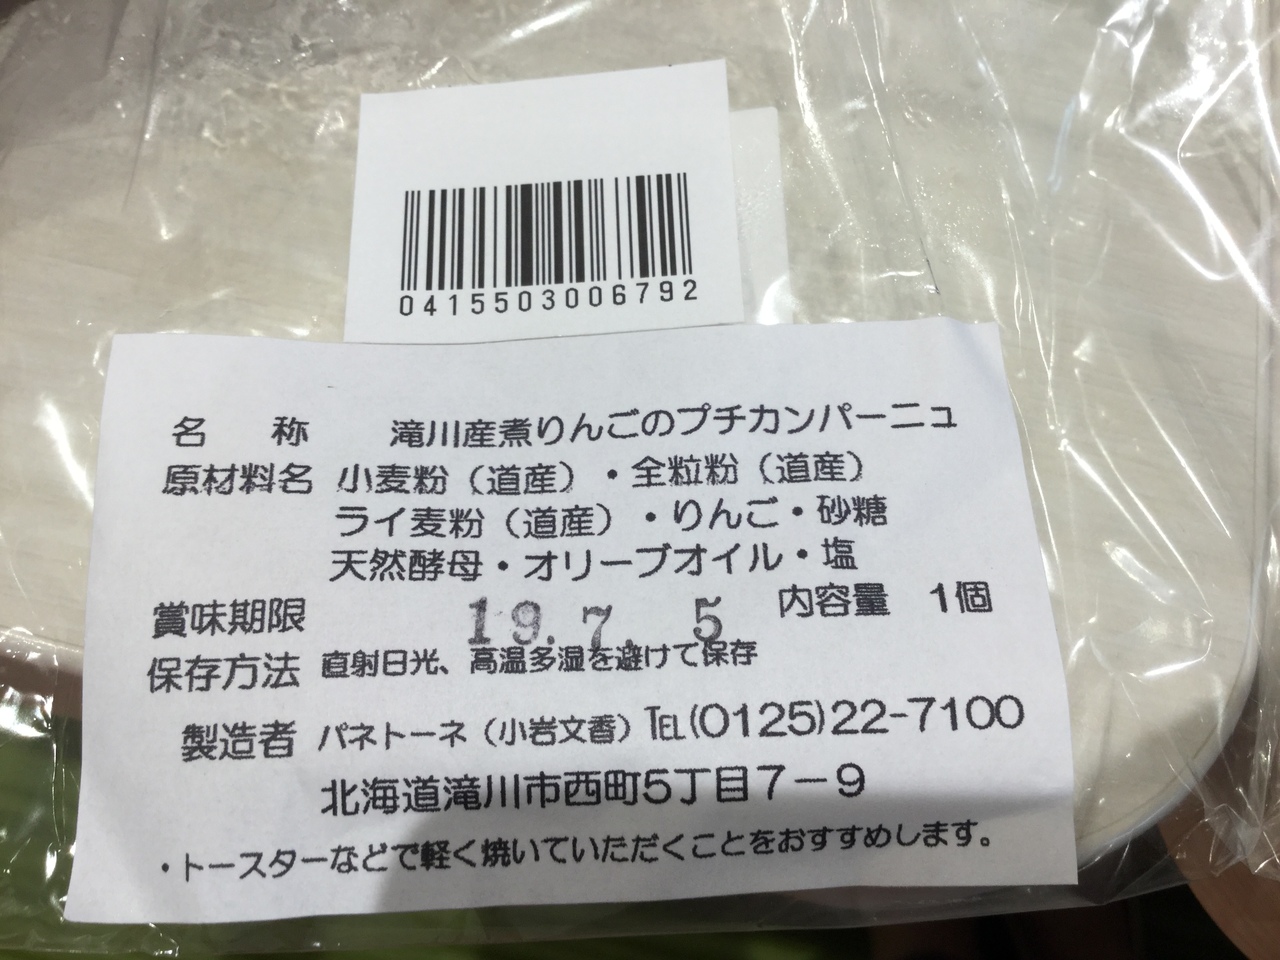 0415503006792
名　称　滝川産煮りんごのプチカンパーニュ
原材料名　小麦粉（道産）・全粒粉（道産）
ライ麦粉（道産）・りんご・砂糖
天然酵母・オリーブオイル・塩
賞味期限　19.7.5　内容量　1個
保存方法　直射日光、高温多湿を避けて保存
製造者　パネトーネ（小岩文香）TEL(0125)22-7100
北海道滝川市西町5丁目7－9
・トースターなどで軽く焼いていただくことをおすすめします。